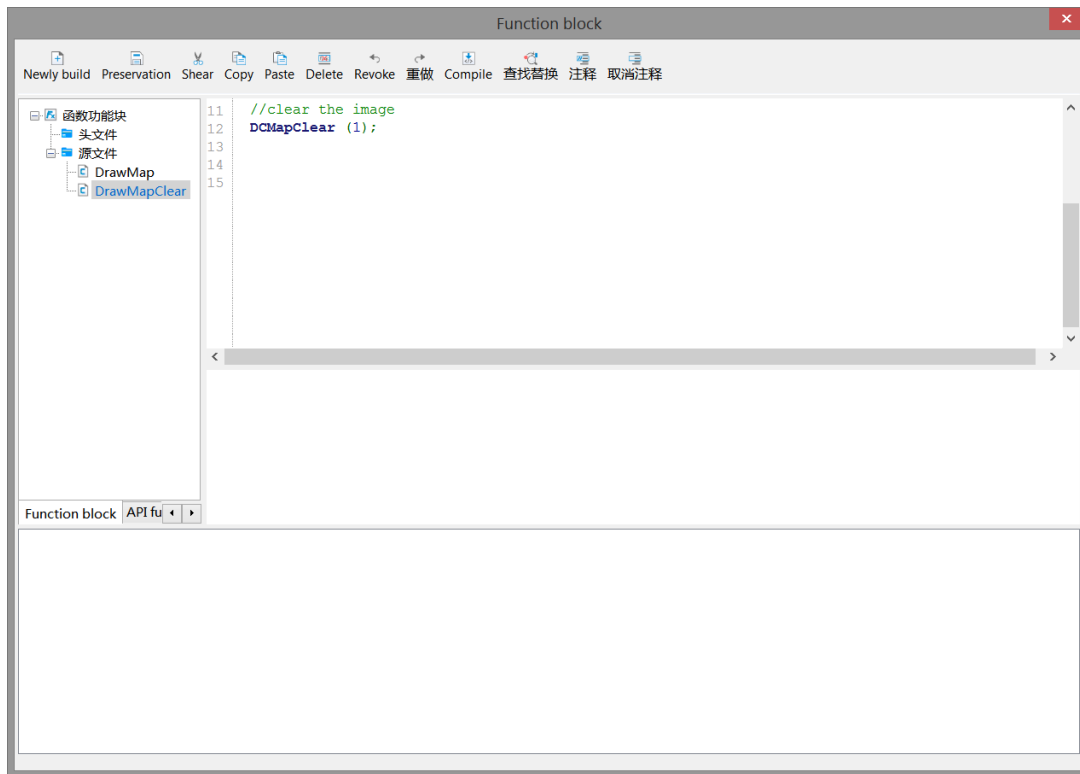 Function block
Newly build Preservation Shear Copy Paste Delete Revoke 重做 Compile 查找替换 注释 取消注释
函数功能块
头文件
源文件
DrawMap
DrawMapClear
11 //clear the image
12 DCMapClear (1);
13
14
15
Function block API fu